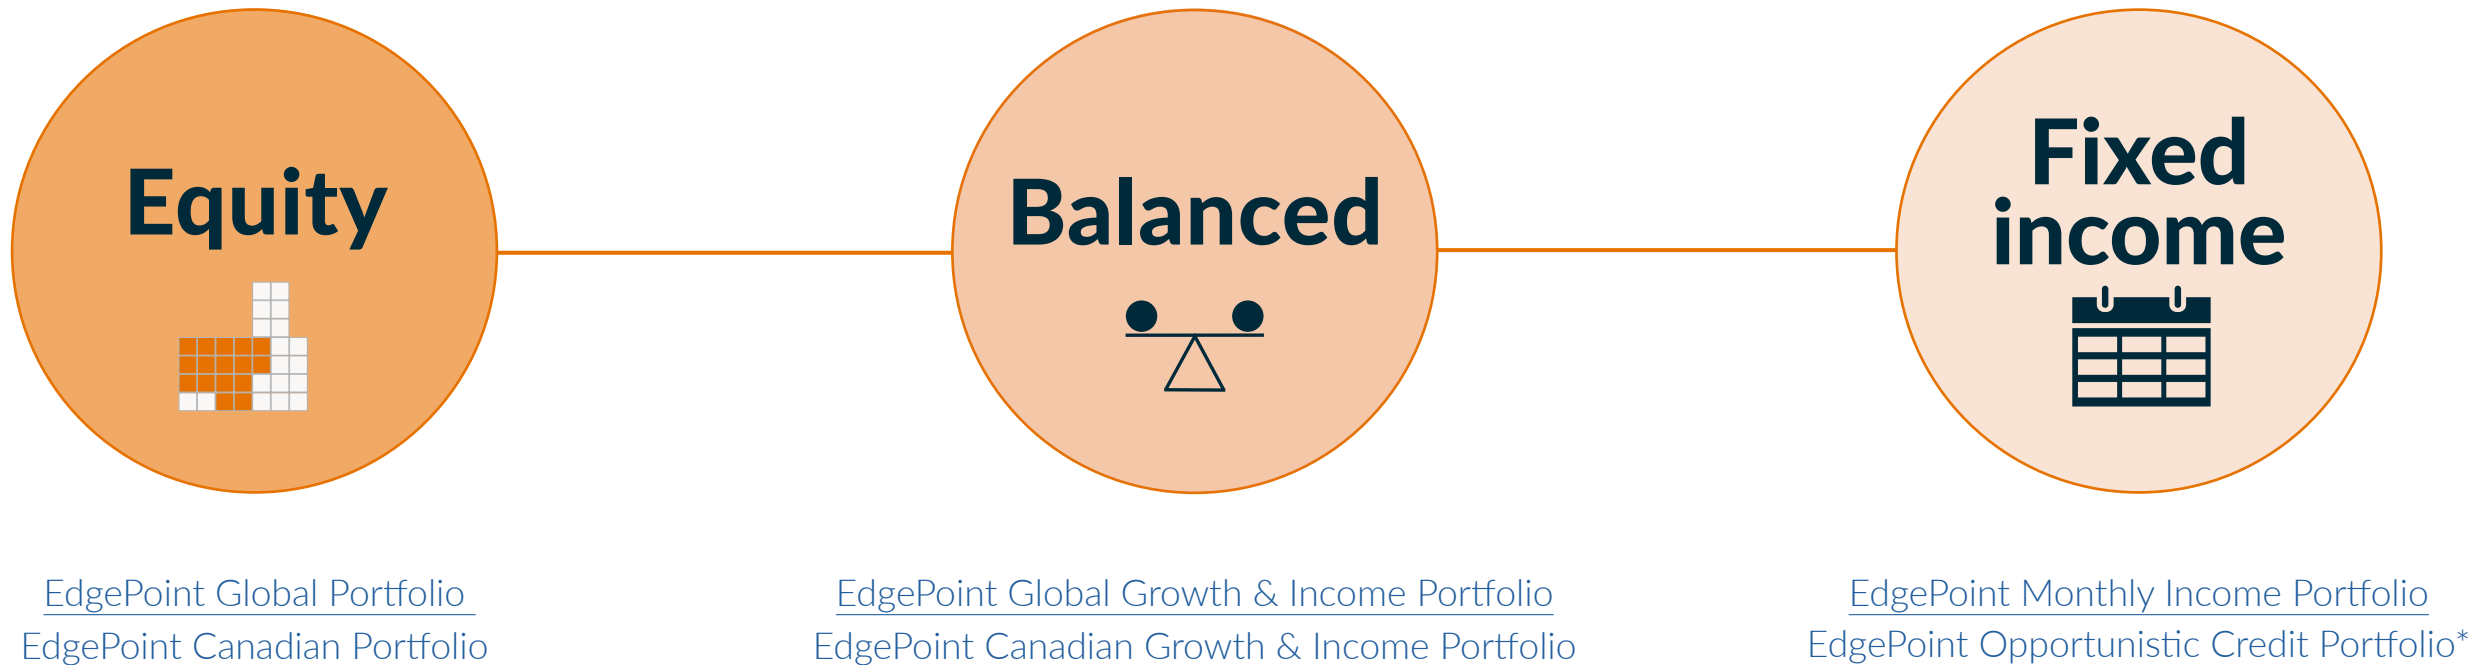 Equity
EdgePoint Global Portfolio
EdgePoint Canadian Portfolio
Balanced
EdgePoint Global Growth & Income Portfolio
EdgePoint Canadian Growth & Income Portfolio
Fixed
income
EdgePoint Monthly Income Portfolio
EdgePoint Opportunistic Credit Portfolio*